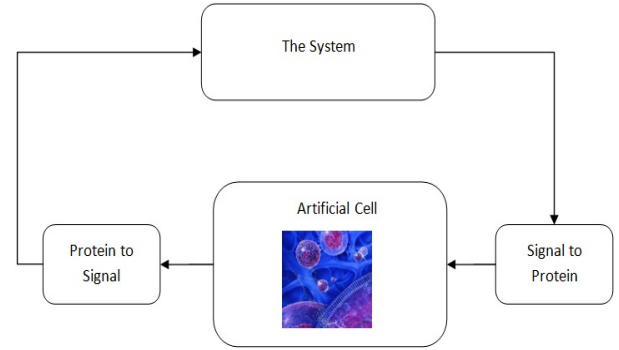 The System
Artificial Cell
Protein to
Signal
Signal to
Protein